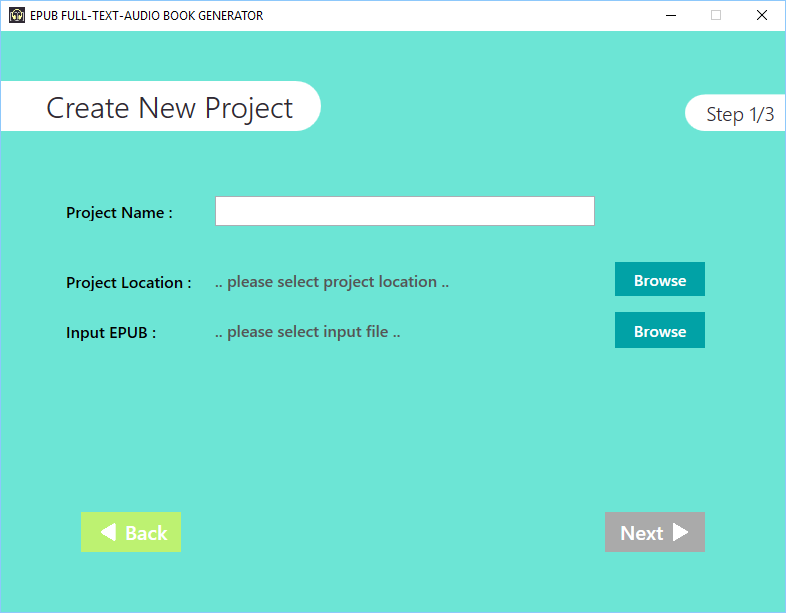 EPUB FULL-TEXT-AUDIO BOOK GENERATOR
Create New Project
Step 1/3
Project Name :
Project Location : .. please select project location .. Browse
Input EPUB : .. please select input file .. Browse
Back Next